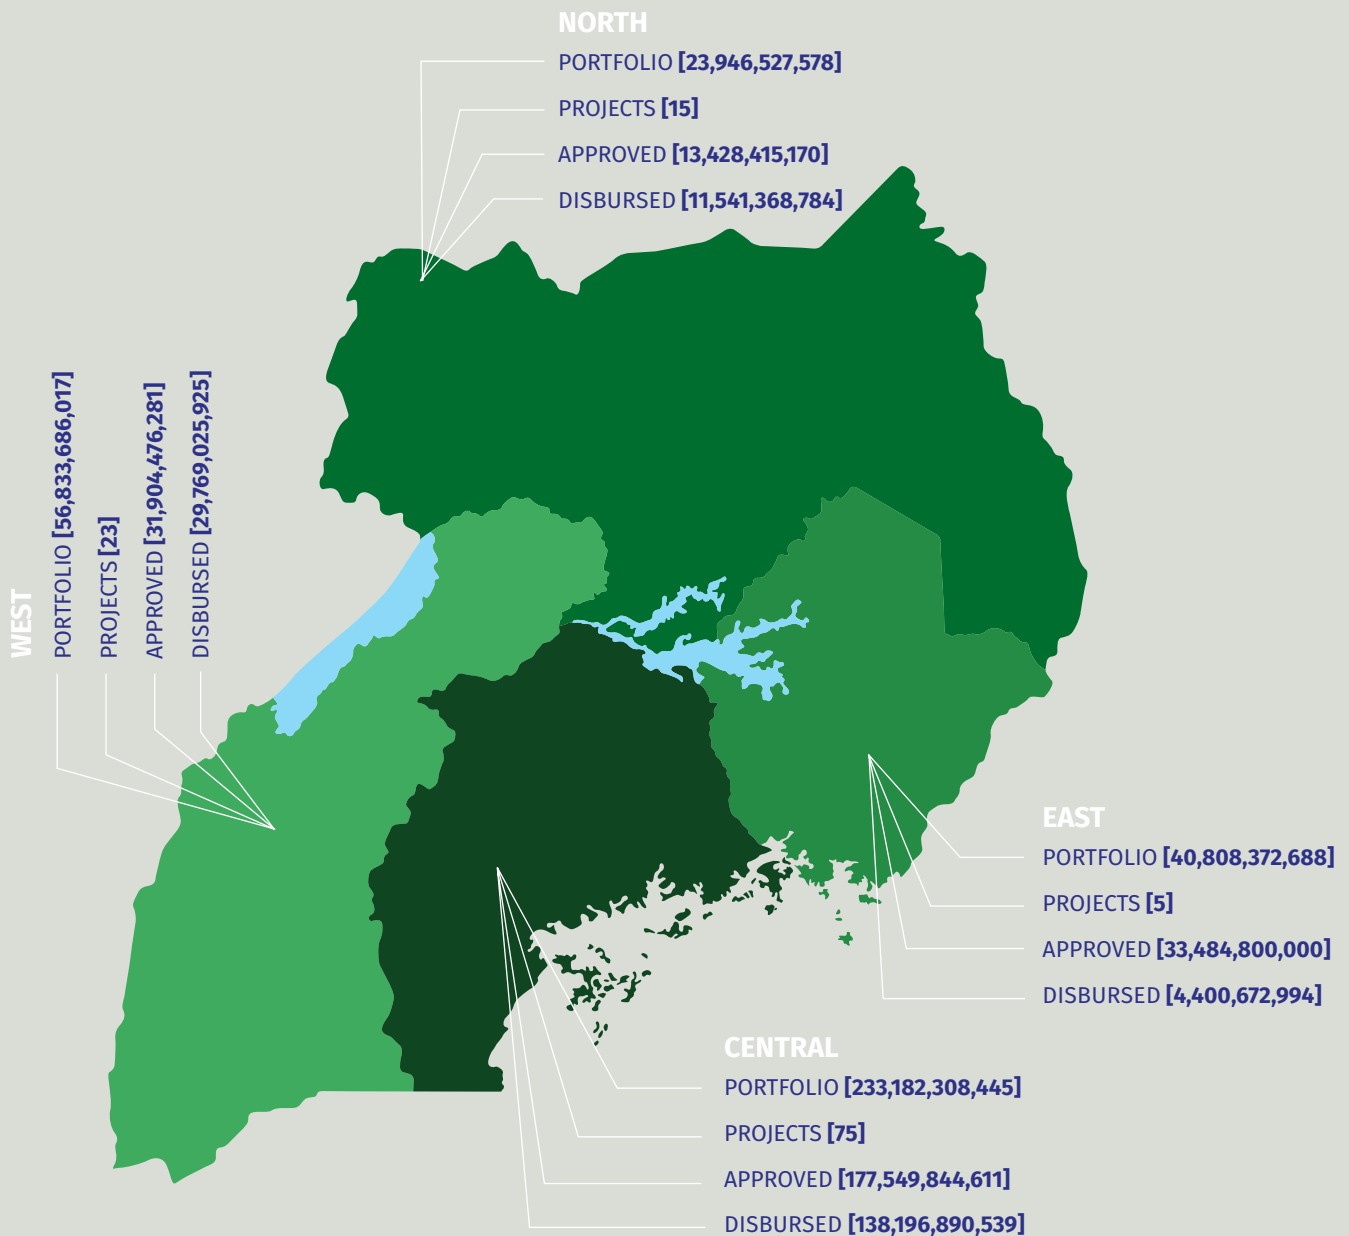 NORTH
PORTFOLIO [23,946,527,578]
PROJECTS [15]
APPROVED [13,428,415,170]
DISBURSED [11,541,368,784]
WEST
PORTFOLIO [56,833,686,017]
PROJECTS [23]
APPROVED [31,904,476,281]
DISBURSED [29,769,025,925]
EAST
PORTFOLIO [40,808,372,688]
PROJECTS [5]
APPROVED [33,484,800,000]
DISBURSED [4,400,672,994]
CENTRAL
PORTFOLIO [233,182,308,445]
PROJECTS [75]
APPROVED [177,549,844,611]
DISBURSED [138,196,890,539]